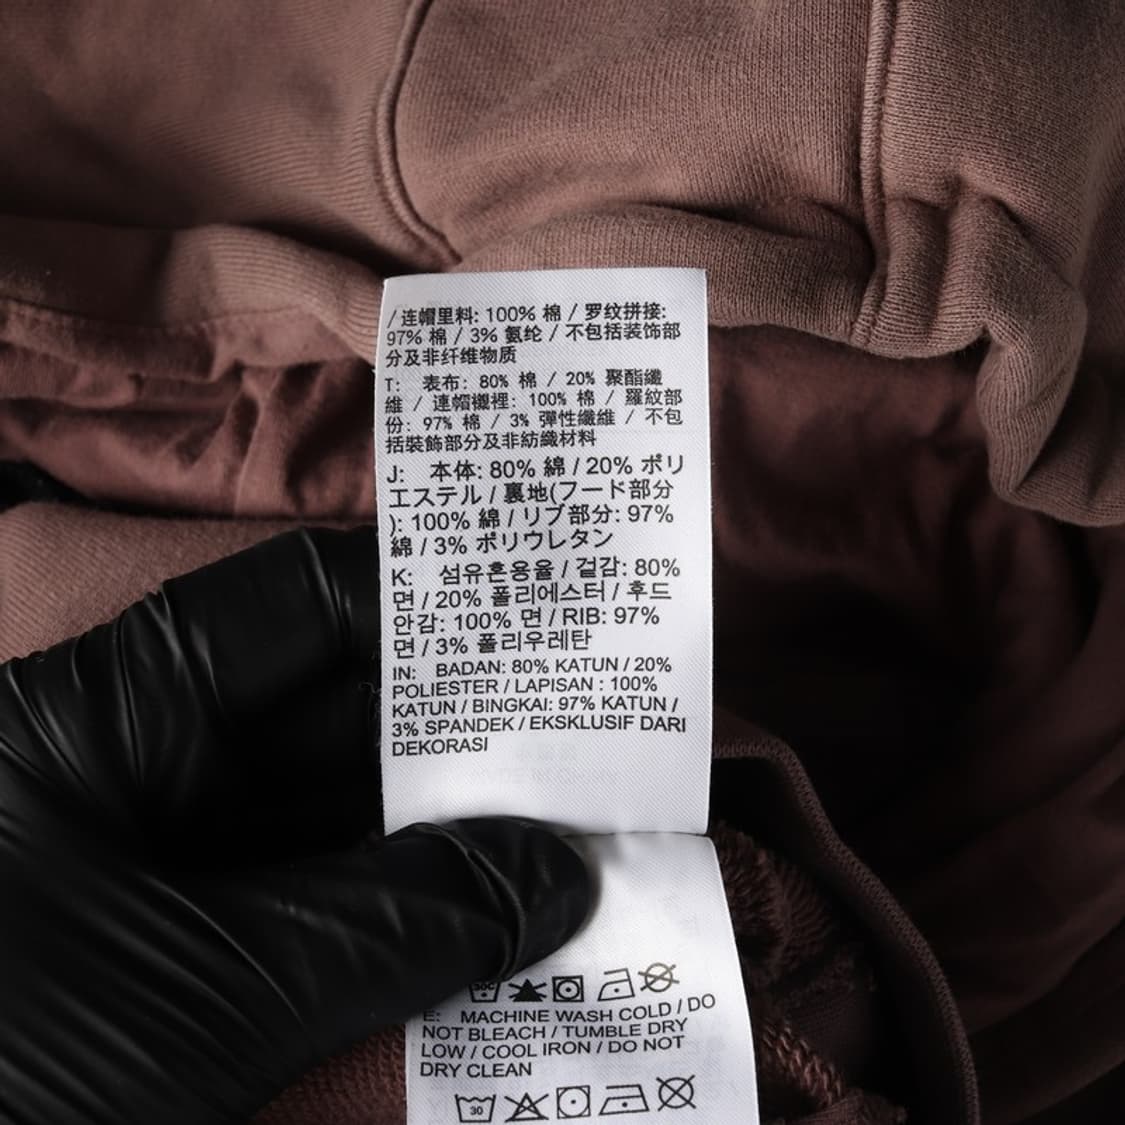 / 连帽里料: 100% 棉 / 罗纹拼接:
97% 棉 / 3% 氨纶 / 不包括装饰部
分及非纤维物质
T: 表布: 80% 棉 / 20% 聚酯纖
維 / 連帽襯裡: 100% 棉 / 羅紋部
份: 97% 棉 / 3% 彈性纖維 / 不包
括裝飾部分及非紡織材料
J: 本体: 80% 綿 / 20% ポリ
エステル / 裏地(フード部分
): 100% 綿 / リブ部分: 97%
綿 / 3% ポリウレタン
K: 섬유혼용율 / 겉감: 80%
면 / 20% 폴리에스터 / 후드
안감: 100% 면 / RIB: 97%
면 / 3% 폴리우레탄
IN: BADAN: 80% KATUN / 20%
POLIESTER / LAPISAN : 100%
KATUN / BINGKAI: 97% KATUN /
3% SPANDEK / EKSKLUSIF DARI
DEKORASI
30C
E: MACHINE WASH COLD / DO
NOT BLEACH / TUMBLE DRY
LOW / COOL IRON / DO NOT
DRY CLEAN
30